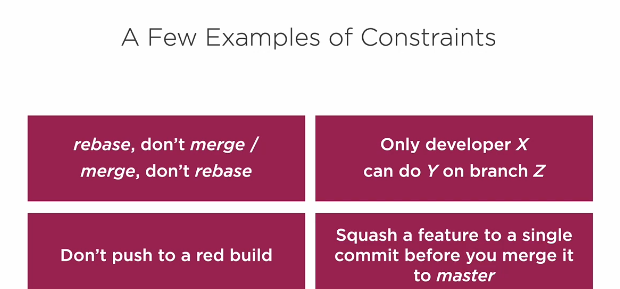 A Few Examples of Constraints
rebase, don't merge /
merge, don't rebase
Only developer X
can do Y on branch Z
Don't push to a red build
Squash a feature to a single
commit before you merge it
to master